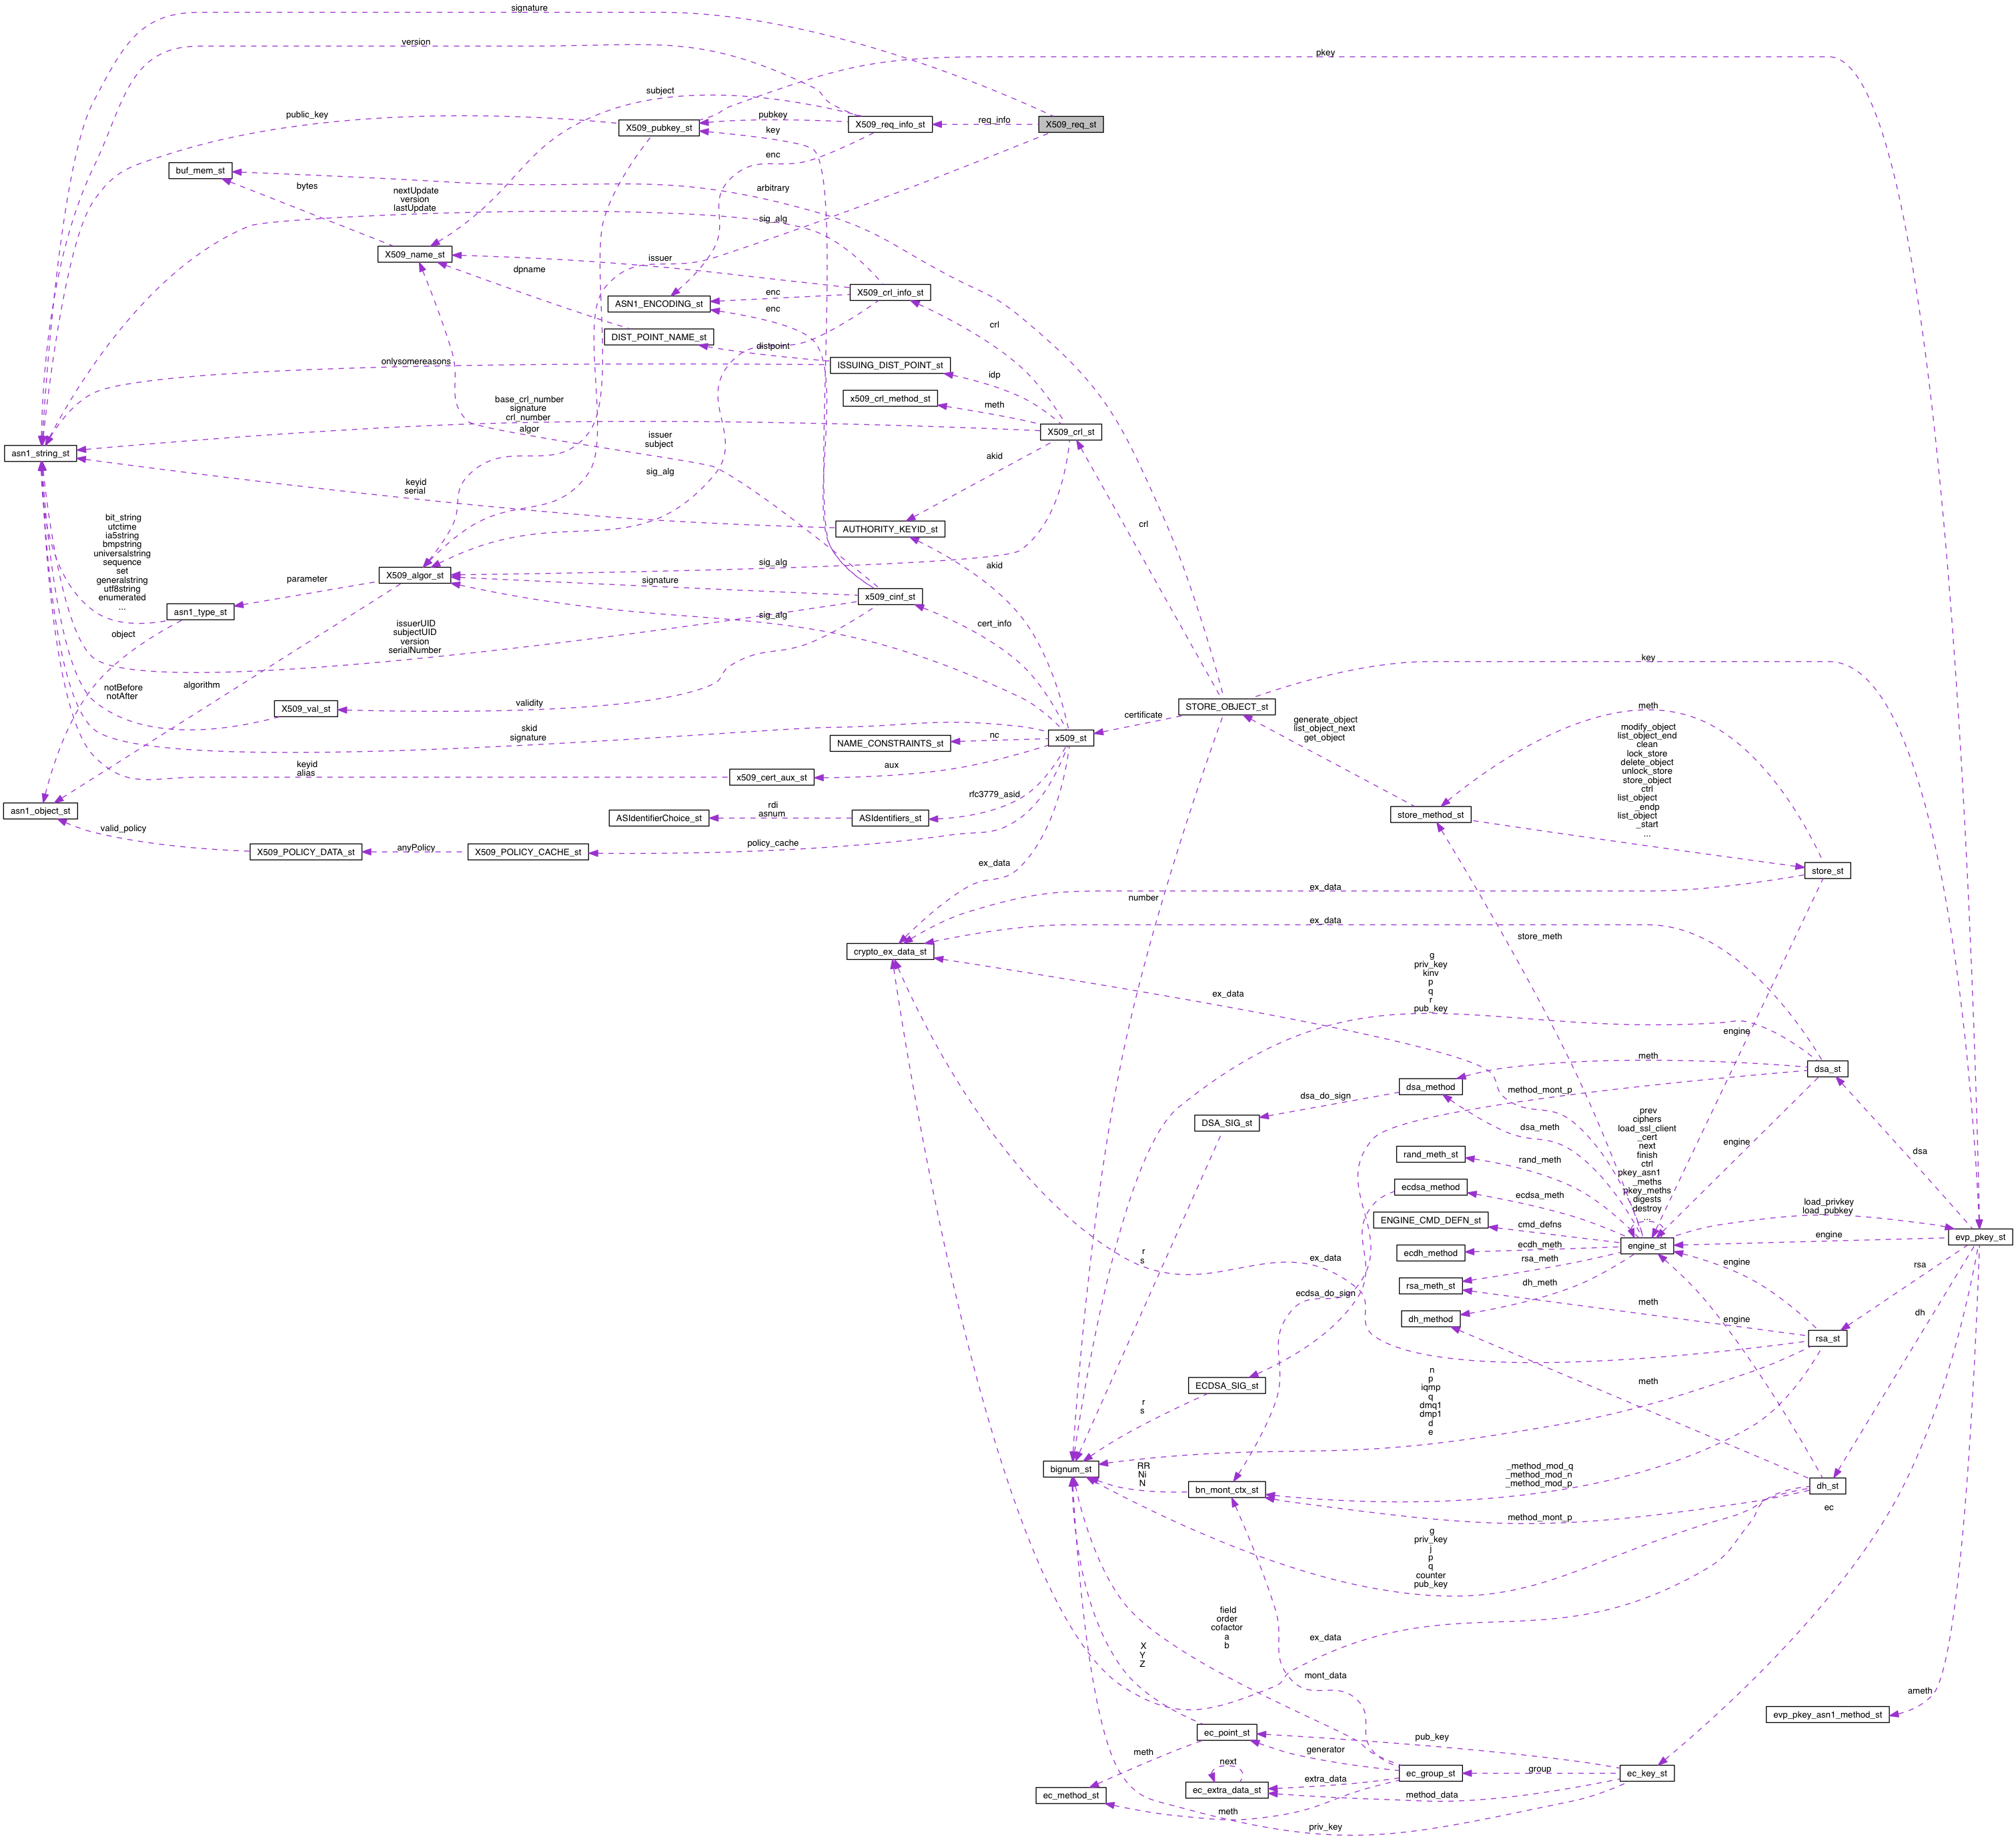 signature
version
pkey
subject
public_key
pubkey
req_info
X509_pubkey_st
X509_req_info_st
X509_req_st
key
enc
buf_mem_st
bytes
arbitrary
nextUpdate
version
lastUpdate
sig_alg
X509_name_st
issuer
dpname
enc
X509_crl_info_st
ASN1_ENCODING_st
enc
crl
DIST_POINT_NAME_st
distpoint
onlysomereasons
ISSUING_DIST_POINT_st
idp
x509_crl_method_st
meth
base_crl_number
signature
crl_number
algor
X509_crl_st
issuer
subject
asn1_string_st
akid
sig_alg
keyid
serial
bit_string
utctime
ia5string
bmpstring
universalstring
sequence
set
generalstring
utf8string
enumerated
...
AUTHORITY_KEYID_st
crl
sig_alg
akid
X509_algor_st
parameter
signature
x509_cinf_st
asn1_type_st
sig_alg
cert_info
object
issuerUID
subjectUID
version
serialNumber
key
notBefore
notAfter
algorithm
X509_val_st
validity
STORE_OBJECT_st
certificate
generate_object
list_object_next
get_object
meth
skid
signature
NAME_CONSTRAINTS_st
nc
x509_st
modify_object
list_object_end
clean
lock_store
delete_object
unlock_store
store_object
ctrl
list_object
_endp
list_object
_start
...
keyid
alias
x509_cert_aux_st
aux
rfc3779_asid
asn1_object_st
ASIdentifierChoice_st
rdi
asnum
ASIdentifiers_st
store_method_st
valid_policy
X509_POLICY_DATA_st
anyPolicy
X509_POLICY_CACHE_st
policy_cache
ex_data
store_st
number
ex_data
ex_data
store_meth
crypto_ex_data_st
g
priv_key
kinv
p
q
r
pub_key
ex_data
engine
meth
dsa_st
dsa_method
method_mont_p
dsa_do_sign
DSA_SIG_st
dsa_meth
prev
ciphers
load_ssl_client
_cert
next
finish
ctrl
pkey_asn1
_meths
pkey_meths
digests
destroy
...
engine
dsa
rand_meth_st
rand_meth
ecdsa_method
ecdsa_meth
load_privkey
load_pubkey
ENGINE_CMD_DEFN_st
cmd_defns
engine
evp_pkey_st
r
s
ex_data
ecdh_method
ecdh_meth
engine_st
rsa_meth
engine
rsa
rsa_meth_st
dh_meth
ecdsa_do_sign
meth
dh_method
engine
dh
rsa_st
n
p
iqmp
q
dmq1
dmp1
d
e
meth
ECDSA_SIG_st
r
s
bignum_st
RR
Ni
N
_method_mod_q
_method_mod_n
_method_mod_p
bn_mont_ctx_st
dh_st
method_mont_p
ec
g
priv_key
j
p
q
counter
pub_key
field
order
cofactor
a
b
X
Y
Z
ex_data
mont_data
ameth
evp_pkey_asn1_method_st
ec_point_st
pub_key
meth
generator
next
group
ec_group_st
ec_key_st
extra_data
ec_extra_data_st
ec_method_st
method_data
meth
priv_key